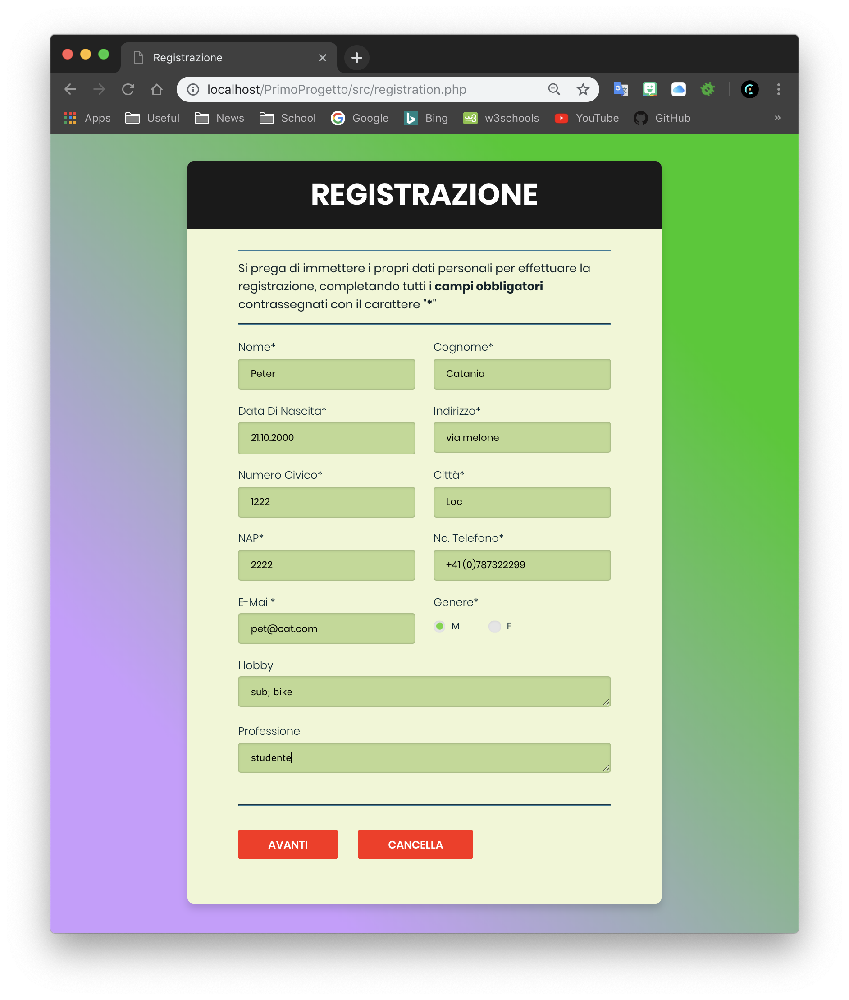 Registrazione
localhost/PrimoProgetto/src/registration.php
Apps Useful News School Google Bing w3schools YouTube GitHub »
REGISTRAZIONE
Si prega di immettere i propri dati personali per effettuare la
registrazione, completando tutti i campi obbligatori
contrassegnati con il carattere "*"
Nome* Cognome*
Peter Catania
Data Di Nascita* Indirizzo*
21.10.2000 via melone
Numero Civico* Città*
1222 Loc
NAP* No. Telefono*
2222 +41 (0)787322299
E-Mail* Genere*
pet@cat.com M F
Hobby
sub; bike
Professione
studente
AVANTI CANCELLA